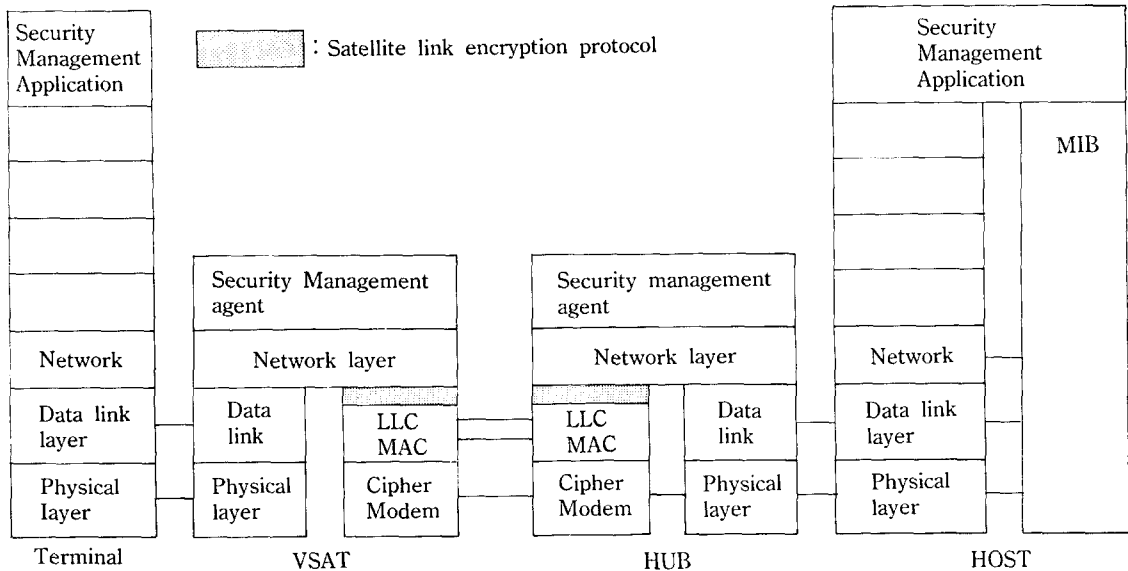 Security
Management
Application
: Satellite link encryption protocol
Security
Management
Application
MIB
Security Management
agent
Security management
agent
Network
Network layer
Network layer
Network
Data link
layer
Data
link
LLC
MAC
LLC
MAC
Data
link
Data link
layer
Physical
layer
Physical
layer
Cipher
Modem
Cipher
Modem
Physical
layer
Physical
layer
Terminal
VSAT
HUB
HOST